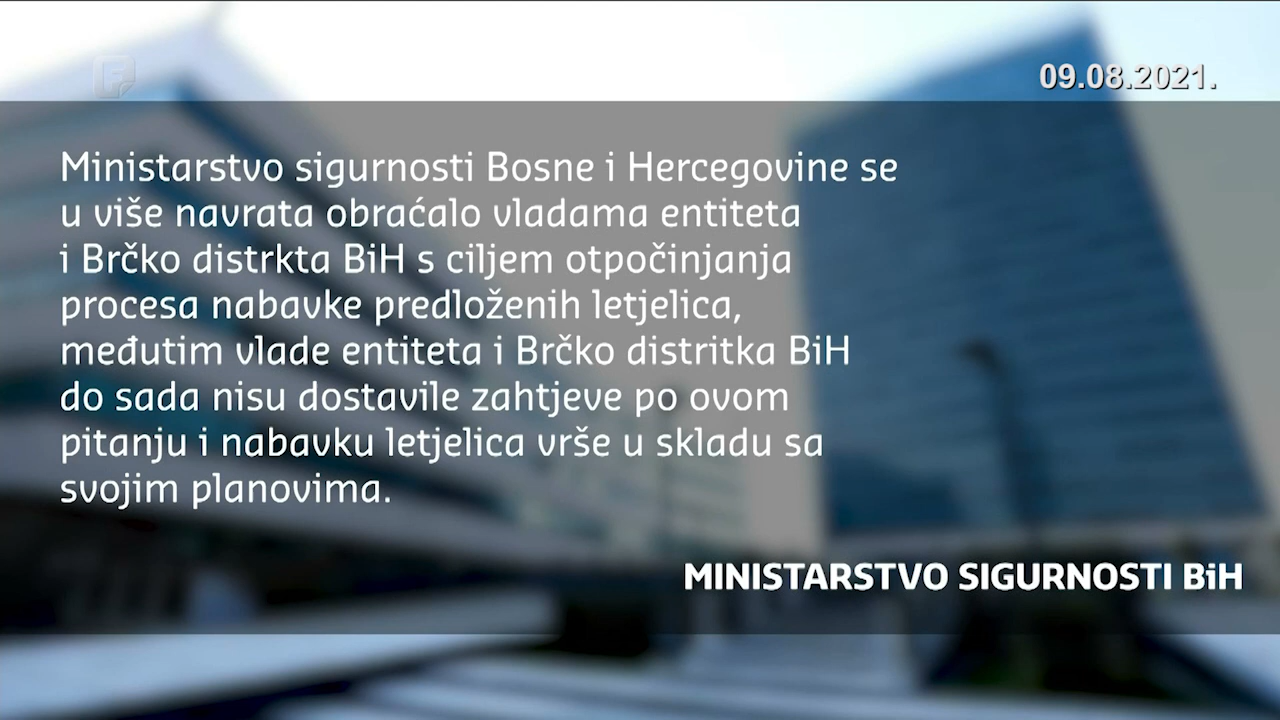 F
09.08.2021.
Ministarstvo sigurnosti Bosne i Hercegovine se
u više navrata obraćalo vladama entiteta
i Brčko distrkta BiH s ciljem otpočinjanja
procesa nabavke predloženih letjelica,
međutim vlade entiteta i Brčko distritka BiH
do sada nisu dostavile zahtjeve po ovom
pitanju i nabavku letjelica vrše u skladu sa
svojim planovima.
MINISTARSTVO SIGURNOSTI BiH